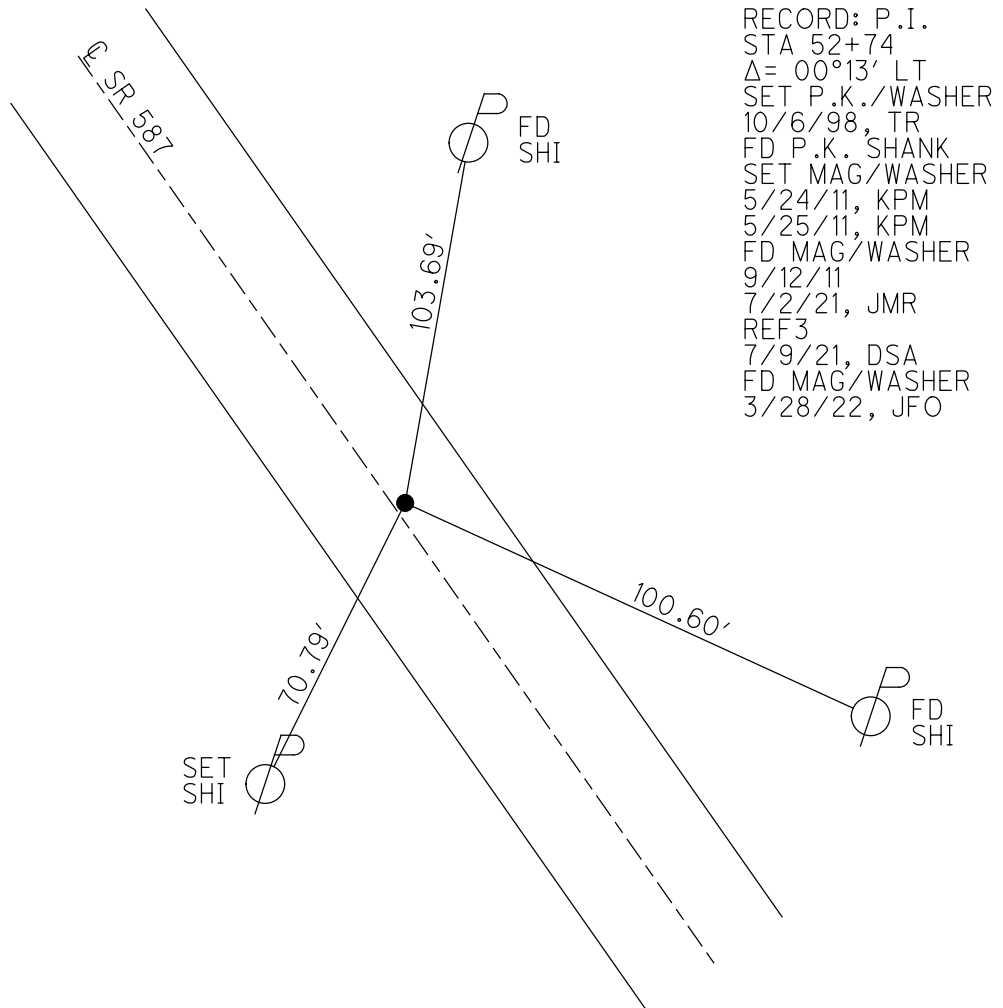 RECORD: P.I.
STA 52+74
Δ= 00°13′ LT
SET P.K./WASHER
10/6/98, TR
FD P.K. SHANK
SET MAG/WASHER
5/24/11, KPM
5/25/11, KPM
FD MAG/WASHER
9/12/11
7/2/21, JMR
REF3
7/9/21, DSA
FD MAG/WASHER
3/28/22, JFO
℄ SR 587
FD
SHI
103.69′
100.60′
70.79′
FD
SHI
SET
SHI